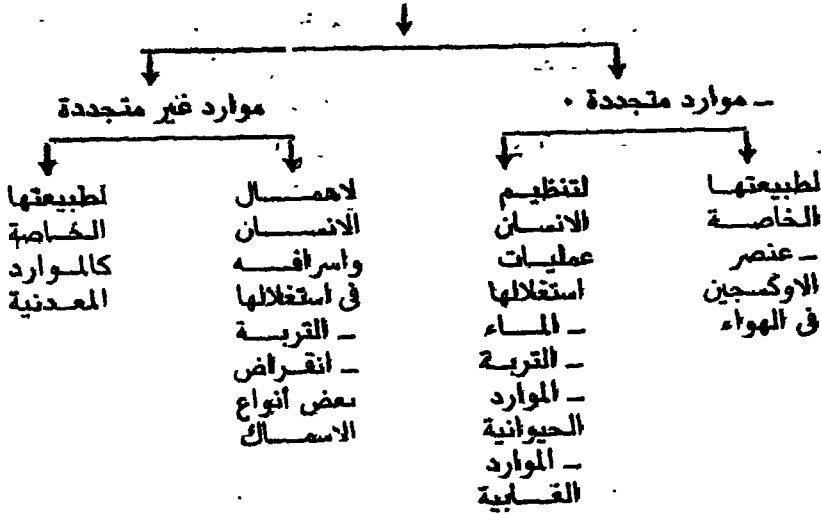 ـ موارد متجددة .
موارد غير متجددة
لطبيعتها
الخاصة
ـ عنصر
الاوكسجين
فى الهواء
لتنظيم
الانسان
عمليات
استغلالها
ـ الماء
ـ التربة
ـ الموارد
الحيوانية
ـ الموارد
الغابية
لاهمال
الانسان
واسرافه
فى استغلالها
ـ التربة
ـ انقراض
بعض أنواع
الاسماك
لطبيعتها
الخاصة
كالموارد
المعدنية